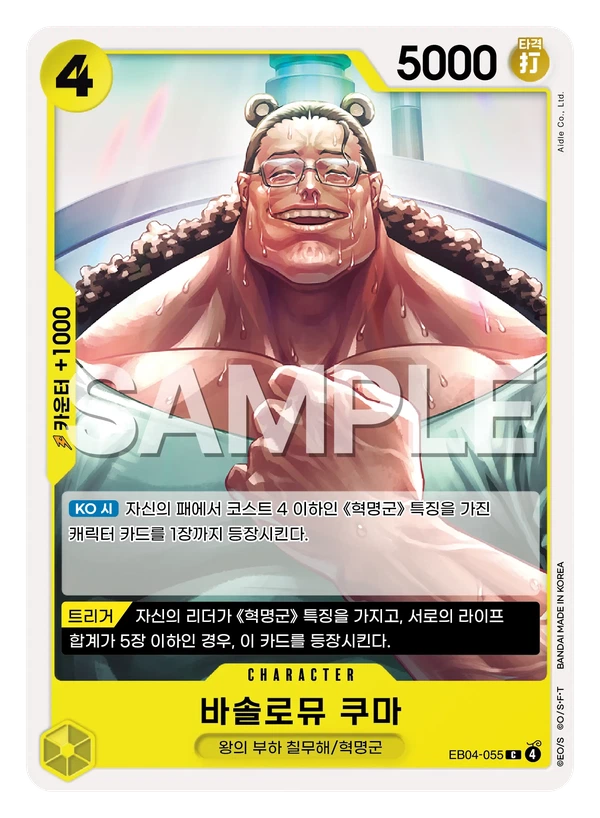 4
5000
타격
打
Aidle Co., Ltd.
카운터 +1000
SAMPLE
KO 시 자신의 패에서 코스트 4 이하인 《혁명군》 특징을 가진
캐릭터 카드를 1장까지 등장시킨다.
트리거 자신의 리더가 《혁명군》 특징을 가지고, 서로의 라이프
합계가 5장 이하인 경우, 이 카드를 등장시킨다.
CHARACTER
바솔로뮤 쿠마
왕의 부하 칠무해/혁명군
EB04-055 C 4
©E.O/S ©O/S·F·T BANDAI MADE IN KOREA